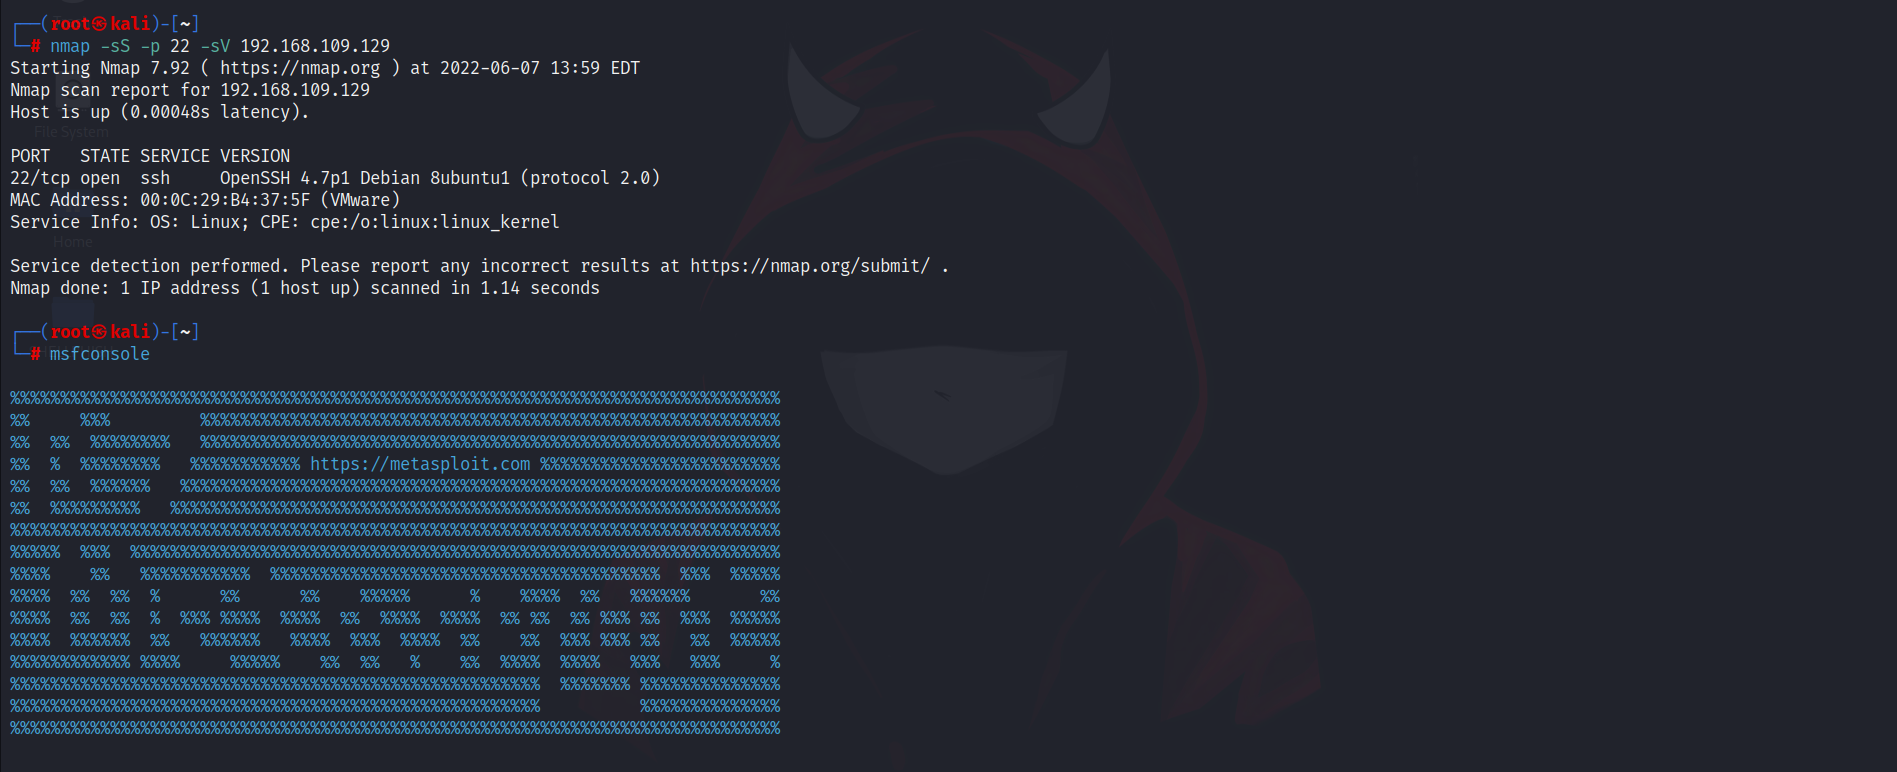 ┌──(root㉿kali)-[~]
└─# nmap -sS -p 22 -sV 192.168.109.129
Starting Nmap 7.92 ( https://nmap.org ) at 2022-06-07 13:59 EDT
Nmap scan report for 192.168.109.129
Host is up (0.00048s latency).
File System
PORT   STATE SERVICE VERSION
22/tcp open  ssh     OpenSSH 4.7p1 Debian 8ubuntu1 (protocol 2.0)
MAC Address: 00:0C:29:B4:37:5F (VMware)
Service Info: OS: Linux; CPE: cpe:/o:linux:linux_kernel
Home
Service detection performed. Please report any incorrect results at https://nmap.org/submit/ .
Nmap done: 1 IP address (1 host up) scanned in 1.14 seconds
┌──(root㉿kali)-[~]
└─# msfconsole
https://metasploit.com